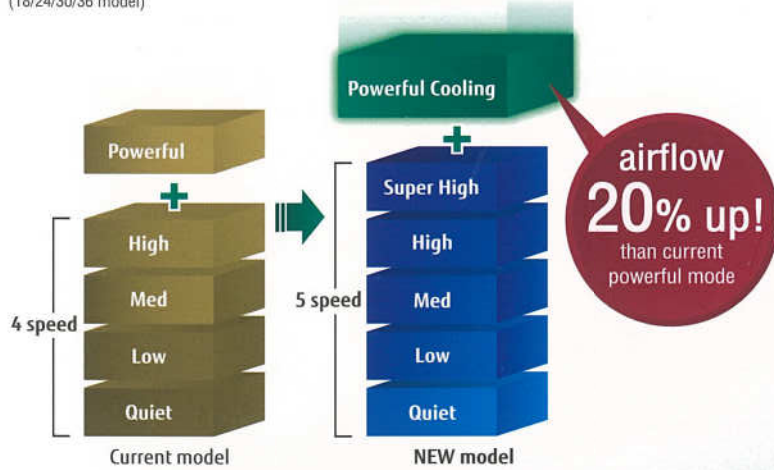 (18/24/30/36 model)
Powerful
+
High
Med
Low
Quiet
4 speed
Current model
Powerful Cooling
+
Super High
High
Med
Low
Quiet
5 speed
NEW model
airflow
20% up!
than current
powerful mode